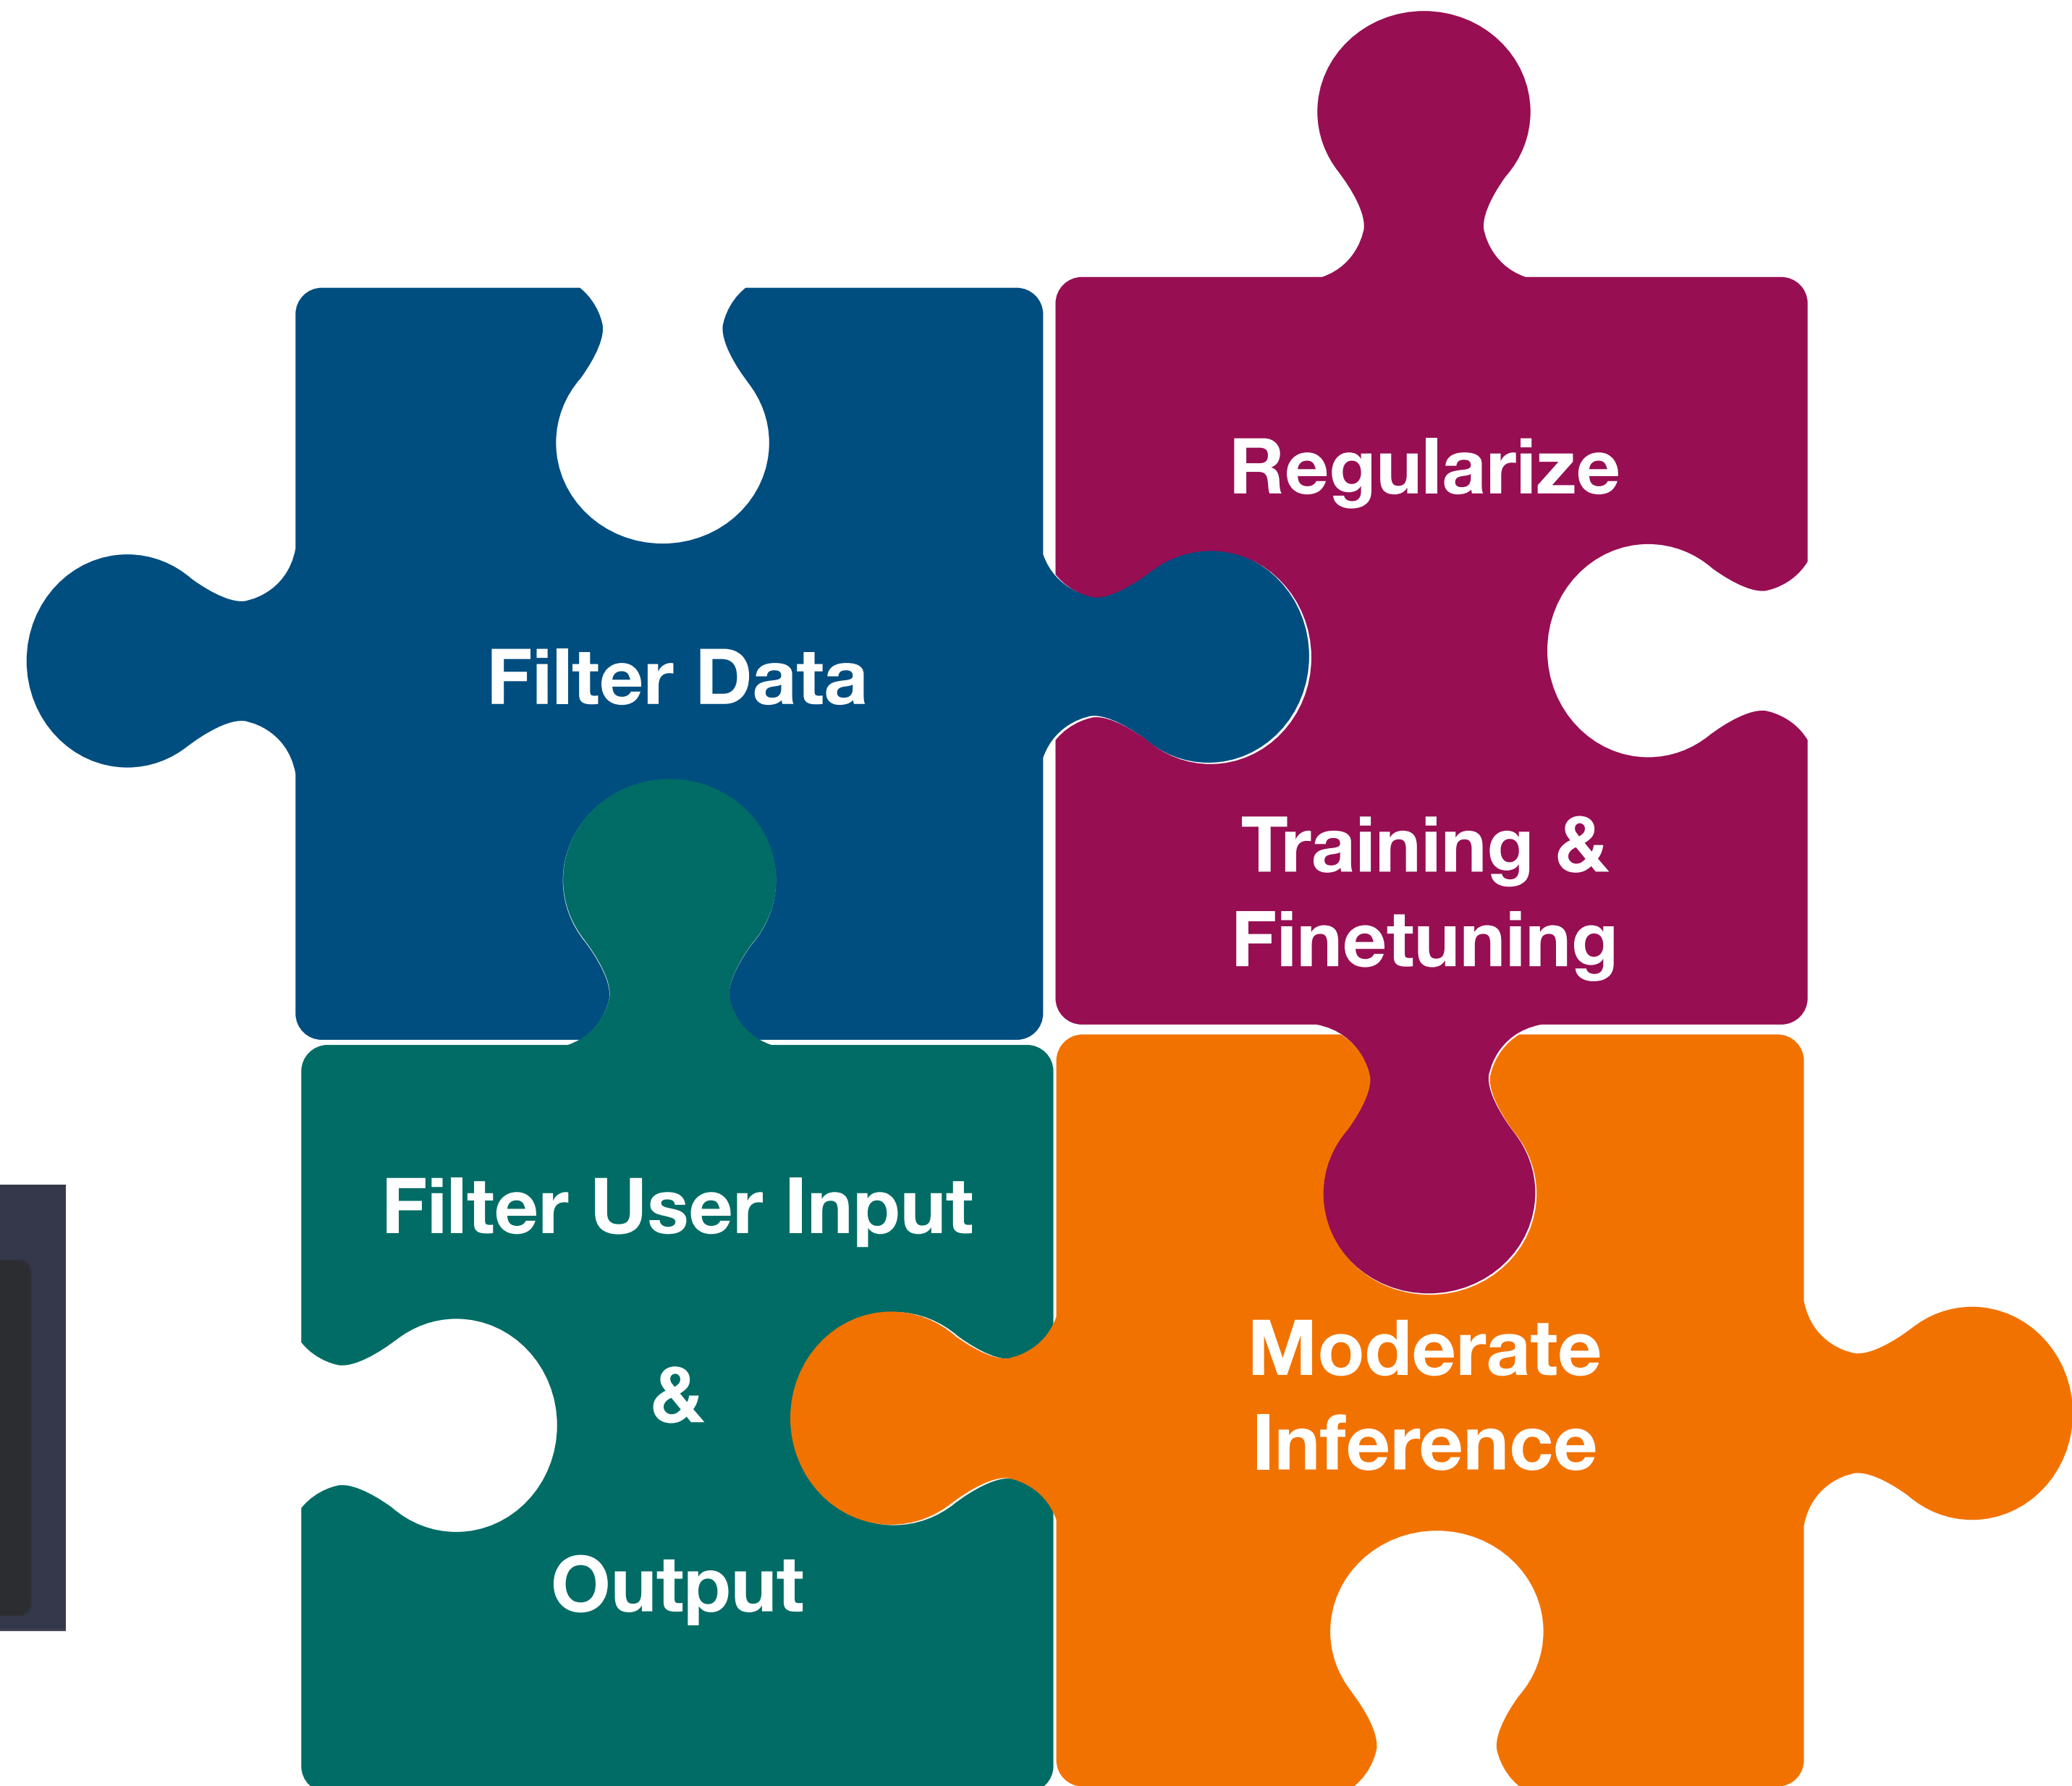 Filter Data
Regularize
Training &
Finetuning
Filter User Input
&
Output
Moderate
Inference